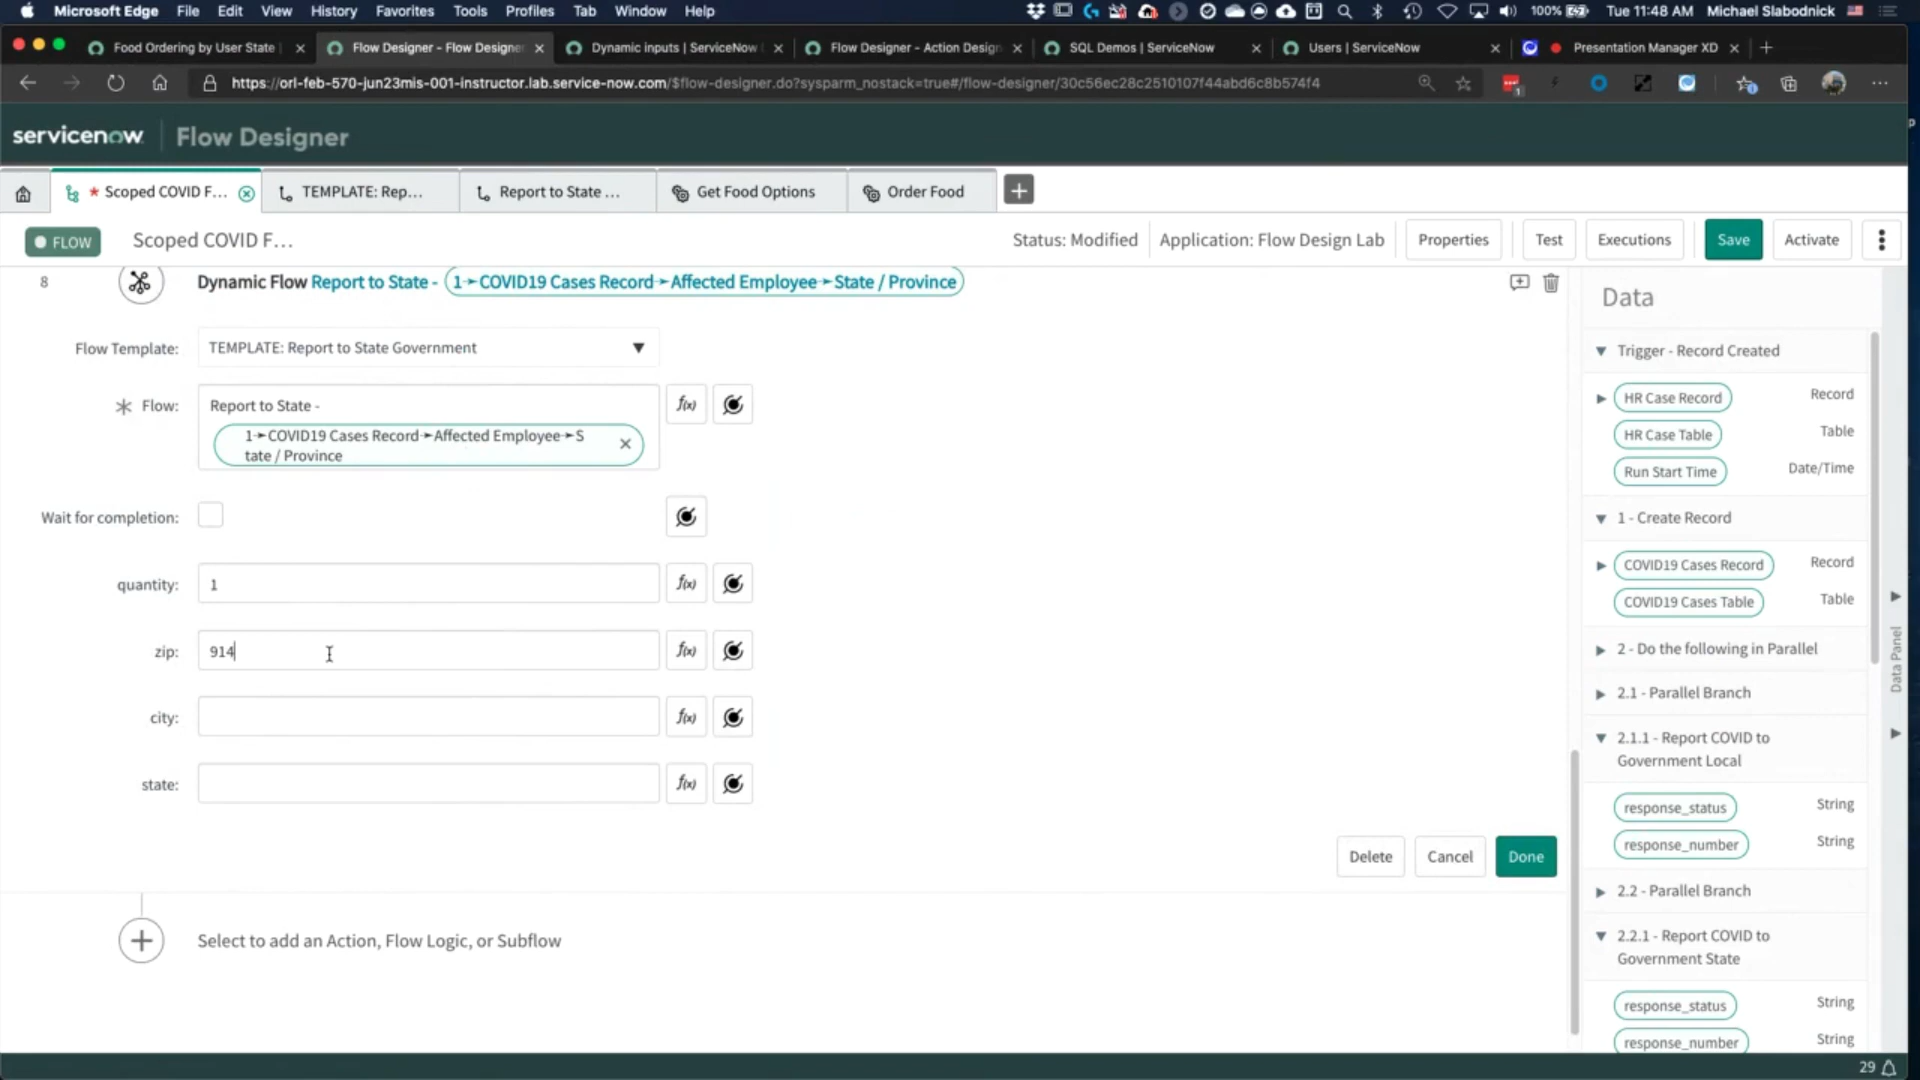 Microsoft Edge File Edit View History Favorites Tools Profiles Tab Window Help 100% Tue 11:48 AM Michael Slabodnick
Food Ordering by User State
Flow Designer - Flow Designer
Dynamic inputs | ServiceNow
Flow Designer - Action Design
SQL Demos | ServiceNow
Users | ServiceNow
Presentation Manager XD
https://orl-feb-570-jun23mis-001-instructor.lab.service-now.com/$flow-designer.do?sysparm_nostack=true#/flow-designer/30c56ec28c2510107f44abd6c8b574f4
servicenow Flow Designer
* Scoped COVID F...
TEMPLATE: Rep...
Report to State ...
Get Food Options
Order Food
FLOW
Scoped COVID F...
Status: Modified
Application: Flow Design Lab
Properties
Test
Executions
Save
Activate
8
Dynamic Flow Report to State - 1➛COVID19 Cases Record➛Affected Employee➛State / Province
Flow Template: TEMPLATE: Report to State Government
Flow: Report to State -
1➛COVID19 Cases Record➛Affected Employee➛S
tate / Province
Wait for completion:
quantity: 1
zip: 914
city:
state:
Delete
Cancel
Done
Select to add an Action, Flow Logic, or Subflow
Data
Trigger - Record Created
HR Case Record Record
HR Case Table Table
Run Start Time Date/Time
1 - Create Record
COVID19 Cases Record Record
COVID19 Cases Table Table
2 - Do the following in Parallel
2.1 - Parallel Branch
2.1.1 - Report COVID to
Government Local
response_status String
response_number String
2.2 - Parallel Branch
2.2.1 - Report COVID to
Government State
response_status String
response_number String
Data Panel
29